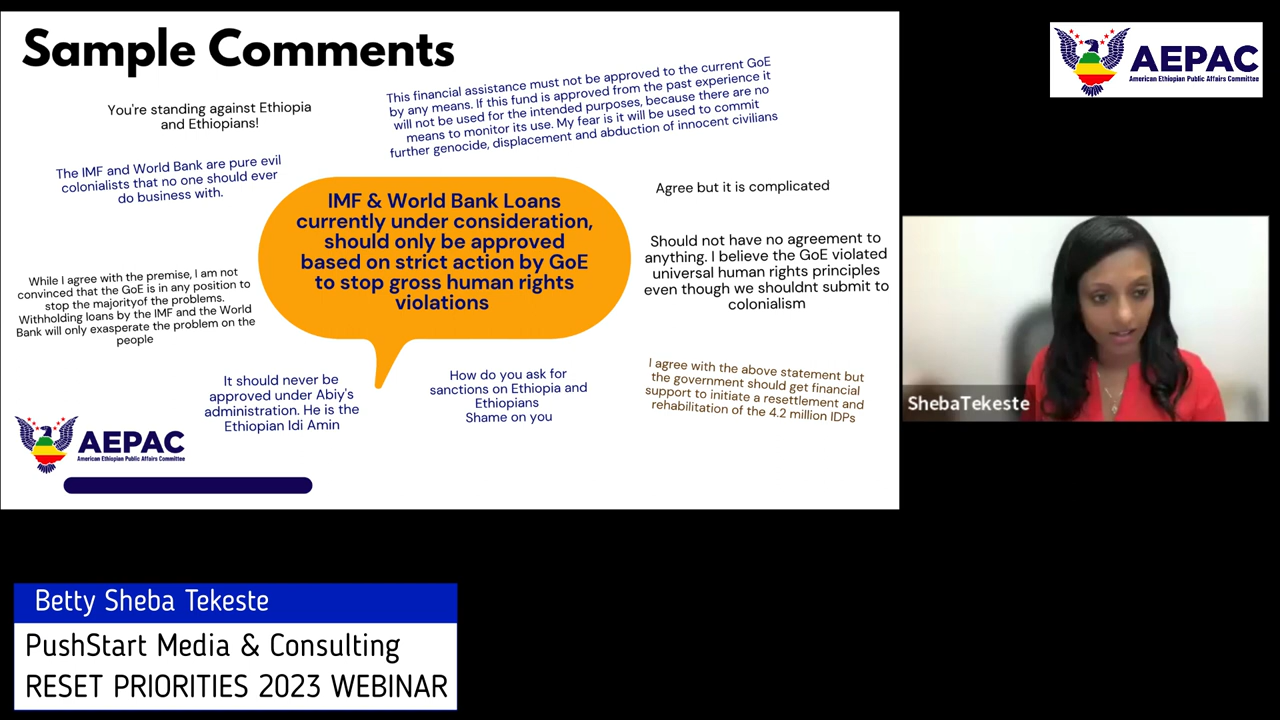 Sample Comments
You're standing against Ethiopia
and Ethiopians!
This financial assistance must not be approved to the current GoE
by any means. If this fund is approved from the past experience it
will not be used for the intended purposes, because there are no
means to monitor its use. My fear is it will be used to commit
further genocide, displacement and abduction of innocent civilians
The IMF and World Bank are pure evil
colonialists that no one should ever
do business with.
IMF & World Bank Loans
currently under consideration,
should only be approved
based on strict action by GoE
to stop gross human rights
violations
Agree but it is complicated
Should not have no agreement to
anything. I believe the GoE violated
universal human rights principles
even though we shouldnt submit to
colonialism
While I agree with the premise, I am not
convinced that the GoE is in any position to
stop the majorityof the problems.
Withholding loans by the IMF and the World
Bank will only exasperate the problem on the
people
It should never be
approved under Abiy's
administration. He is the
Ethiopian Idi Amin
How do you ask for
sanctions on Ethiopia and
Ethiopians
Shame on you
I agree with the above statement but
the government should get financial
support to initiate a resettlement and
rehabilitation of the 4.2 million IDPs
AEPAC
American Ethiopian Public Affairs Committee
AEPAC
American Ethiopian Public Affairs Committee
ShebaTekeste
Betty Sheba Tekeste
PushStart Media & Consulting
RESET PRIORITIES 2023 WEBINAR